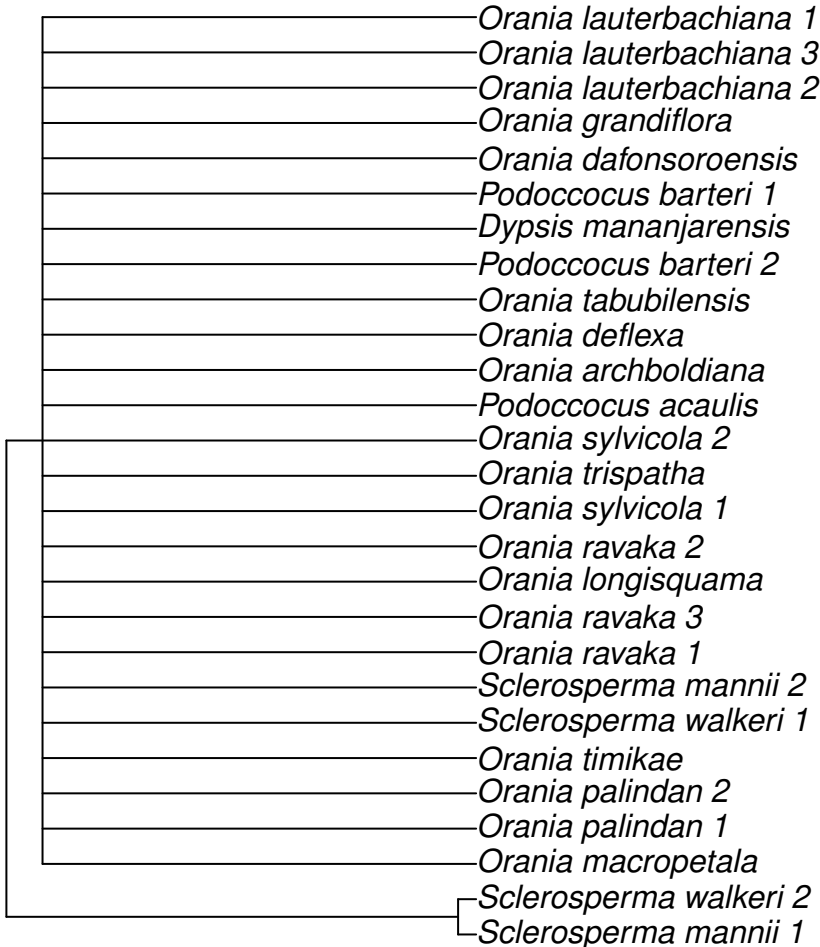 Orania lauterbachiana 1
Orania lauterbachiana 3
Orania lauterbachiana 2
Orania grandiflora
Orania dafonsoroensis
Podoccocus barteri 1
Dypsis mananjarensis
Podoccocus barteri 2
Orania tabubilensis
Orania deflexa
Orania archboldiana
Podoccocus acaulis
Orania sylvicola 2
Orania trispatha
Orania sylvicola 1
Orania ravaka 2
Orania longisquama
Orania ravaka 3
Orania ravaka 1
Sclerosperma mannii 2
Sclerosperma walkeri 1
Orania timikae
Orania palindan 2
Orania palindan 1
Orania macropetala
Sclerosperma walkeri 2
Sclerosperma mannii 1